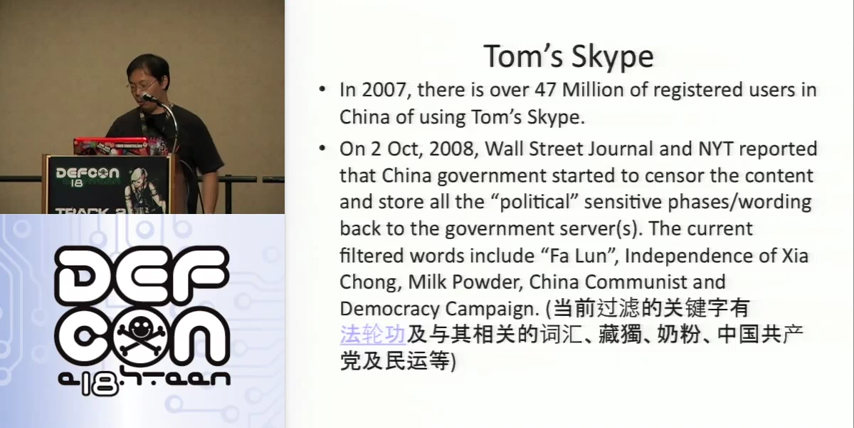 Tom's Skype
• In 2007, there is over 47 Million of registered users in
China of using Tom's Skype.
• On 2 Oct, 2008, Wall Street Journal and NYT reported
that China government started to censor the content
and store all the “political” sensitive phases/wording
back to the government server(s). The current
filtered words include “Fa Lun”, Independence of Xia
Chong, Milk Powder, China Communist and
Democracy Campaign. (当前过滤的关键字有
法轮功及与其相关的词汇、藏獨、奶粉、中国共产
党及民运等)
DEFCON
18
TRACK 2
DEF
CON
e18hteen